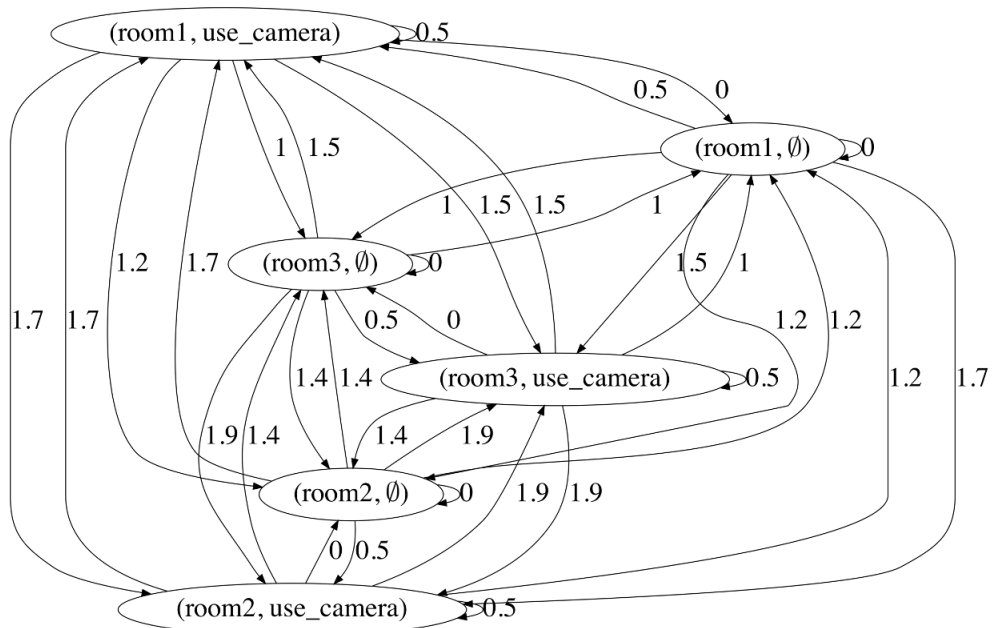 (room1, use_camera) 0.5
0.5 0
(room1, ∅) 0
1 1.5
1 1.5 1.5 1
(room3, ∅) 0
1.2 1.7 1.5 1
1.7 1.7 0.5 0 1.2 1.2
(room3, use_camera) 0.5
1.4 1.4 1.2 1.7
1.9 1.4 1.4 1.9
(room2, ∅) 0
1.9 1.9
0 0.5
(room2, use_camera) 0.5